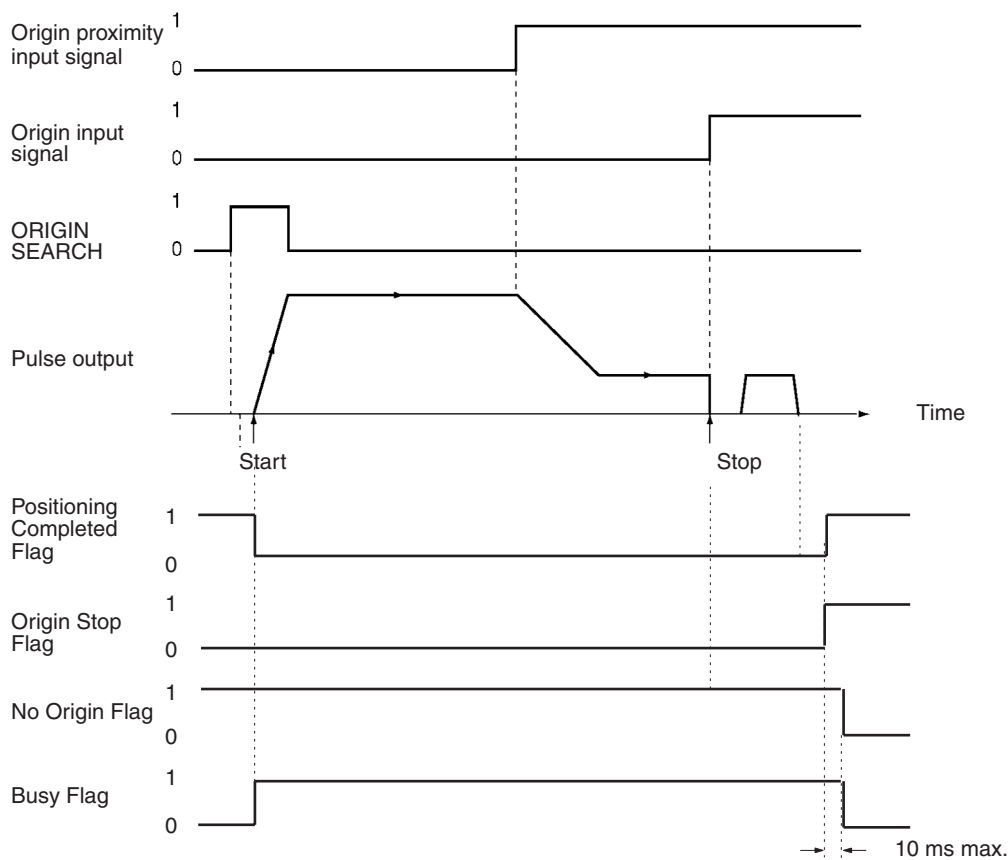 1
Origin proximity
input signal
0
1
Origin input
signal
0
1
ORIGIN
SEARCH
0
Pulse output
Time
Start
Stop
Positioning
Completed
Flag
1
0
Origin Stop
Flag
1
0
No Origin Flag
1
0
Busy Flag
1
0
10 ms max.